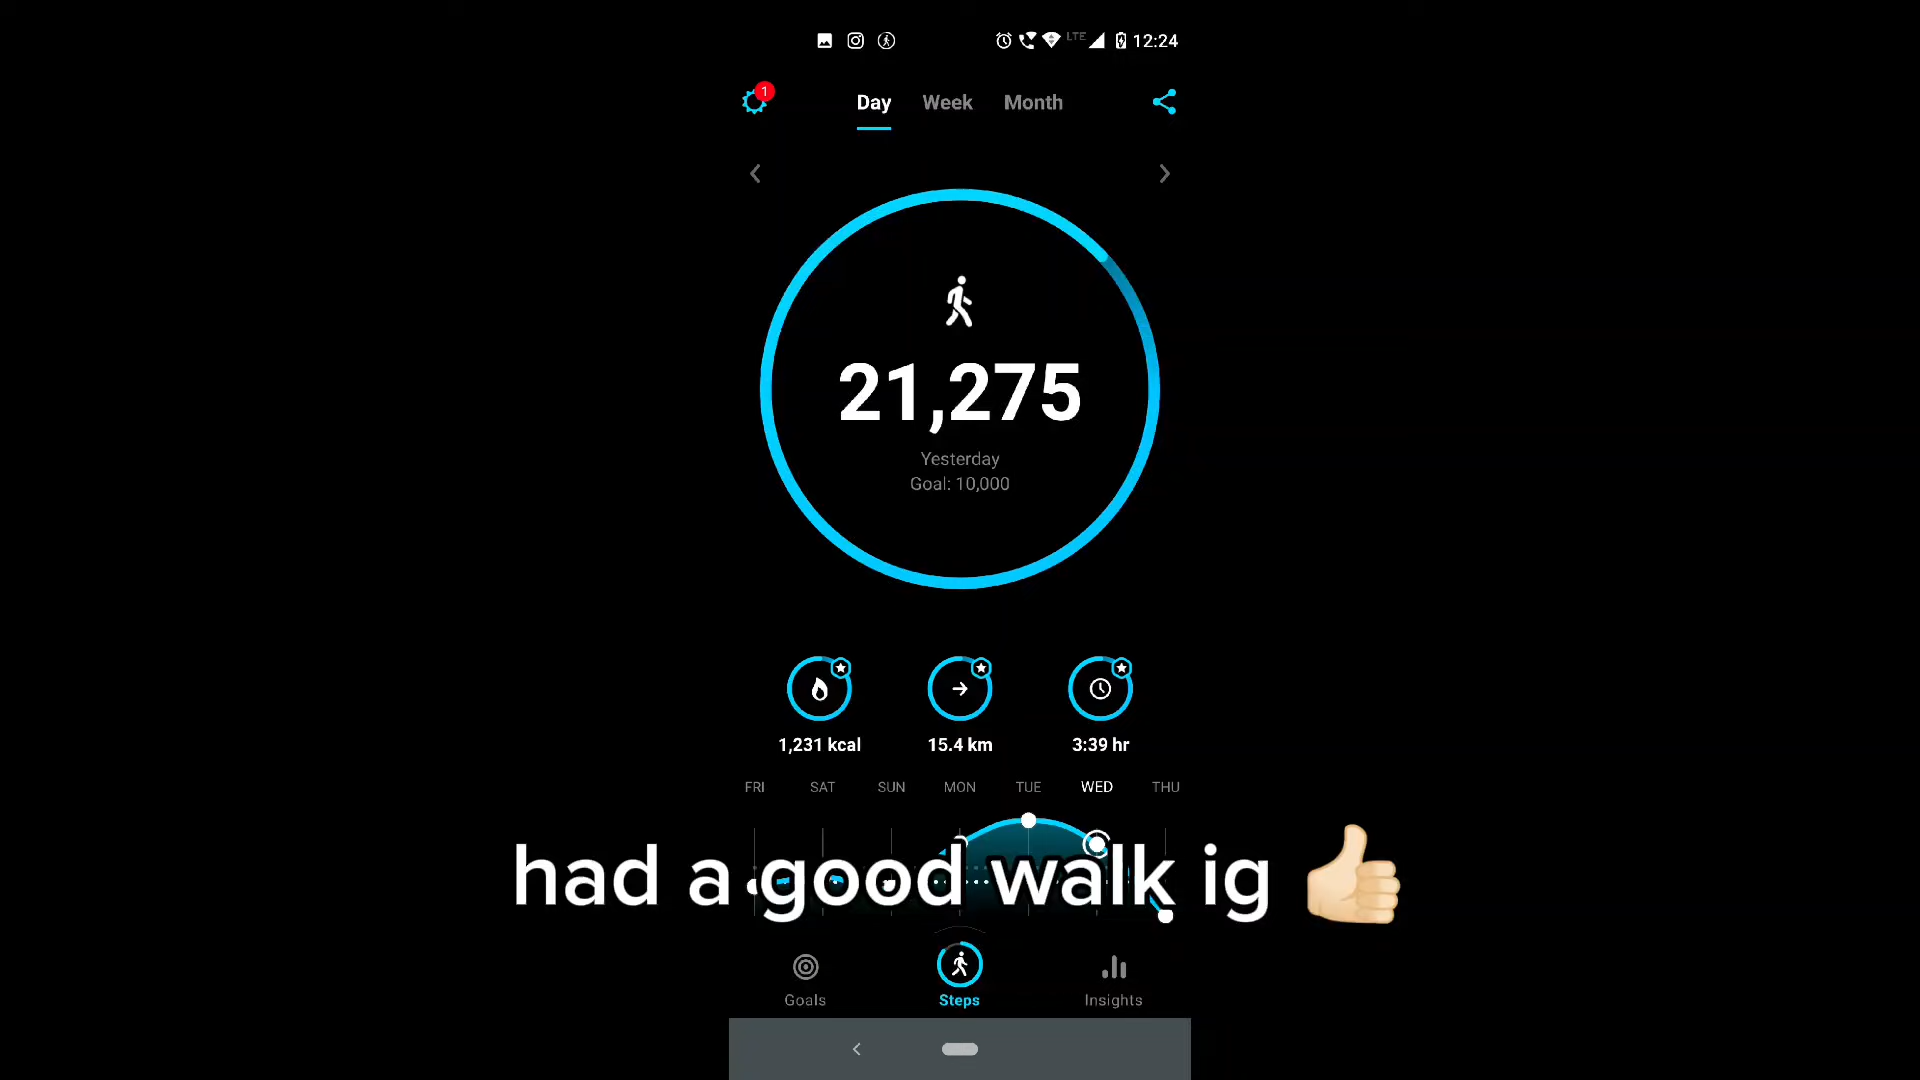 LTE 12:24
1
Day Week Month
21,275
Yesterday
Goal: 10,000
1,231 kcal 15.4 km 3:39 hr
FRI SAT SUN MON TUE WED THU
had a good walk ig 👍🏻
Goals Steps Insights